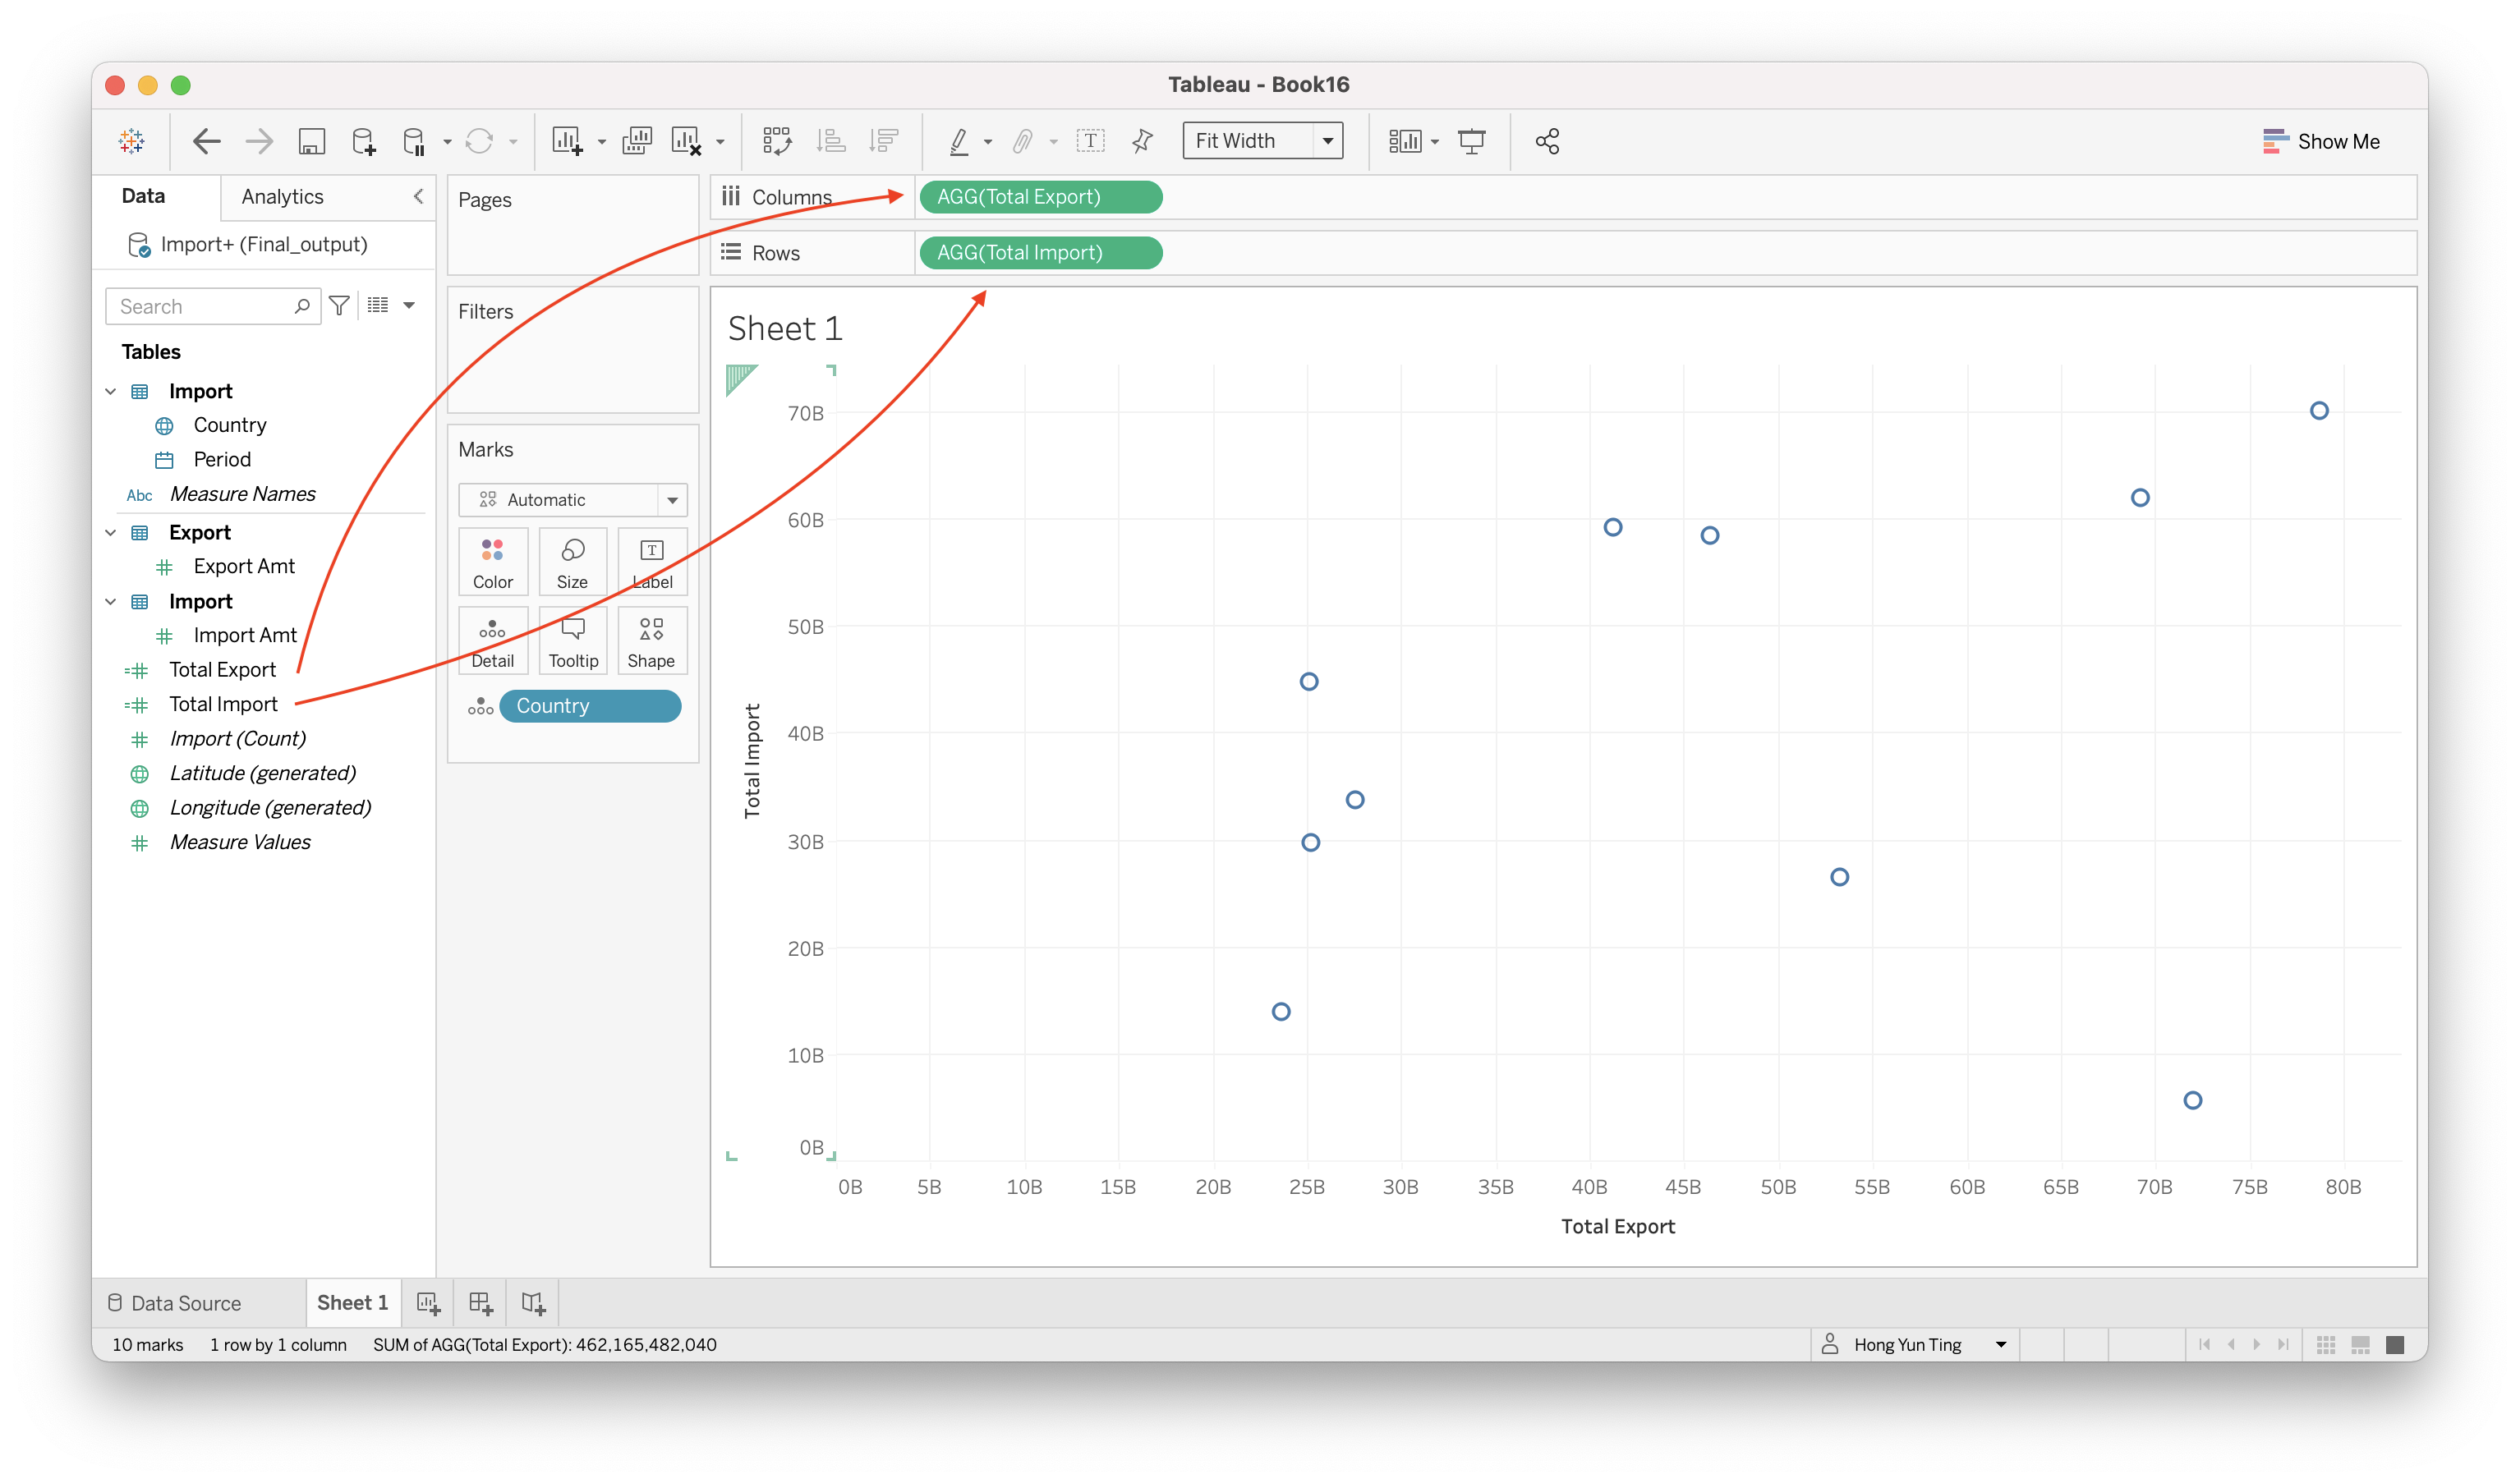 Tableau - Book16
Fit Width
Show Me
Data
Analytics
Import+ (Final_output)
Search
Tables
Import
Country
Period
Abc
Measure Names
Export
Export Amt
Import
Import Amt
Total Export
Total Import
Import (Count)
Latitude (generated)
Longitude (generated)
Measure Values
Pages
Filters
Marks
Automatic
Color
Size
T
Label
Detail
Tooltip
Shape
Country
Columns
AGG(Total Export)
Rows
AGG(Total Import)
Sheet 1
70B
60B
50B
40B
30B
20B
10B
0B
Total Import
0B 5B 10B 15B 20B 25B 30B 35B 40B 45B 50B 55B 60B 65B 70B 75B 80B
Total Export
Data Source
Sheet 1
10 marks 1 row by 1 column SUM of AGG(Total Export): 462,165,482,040
Hong Yun Ting